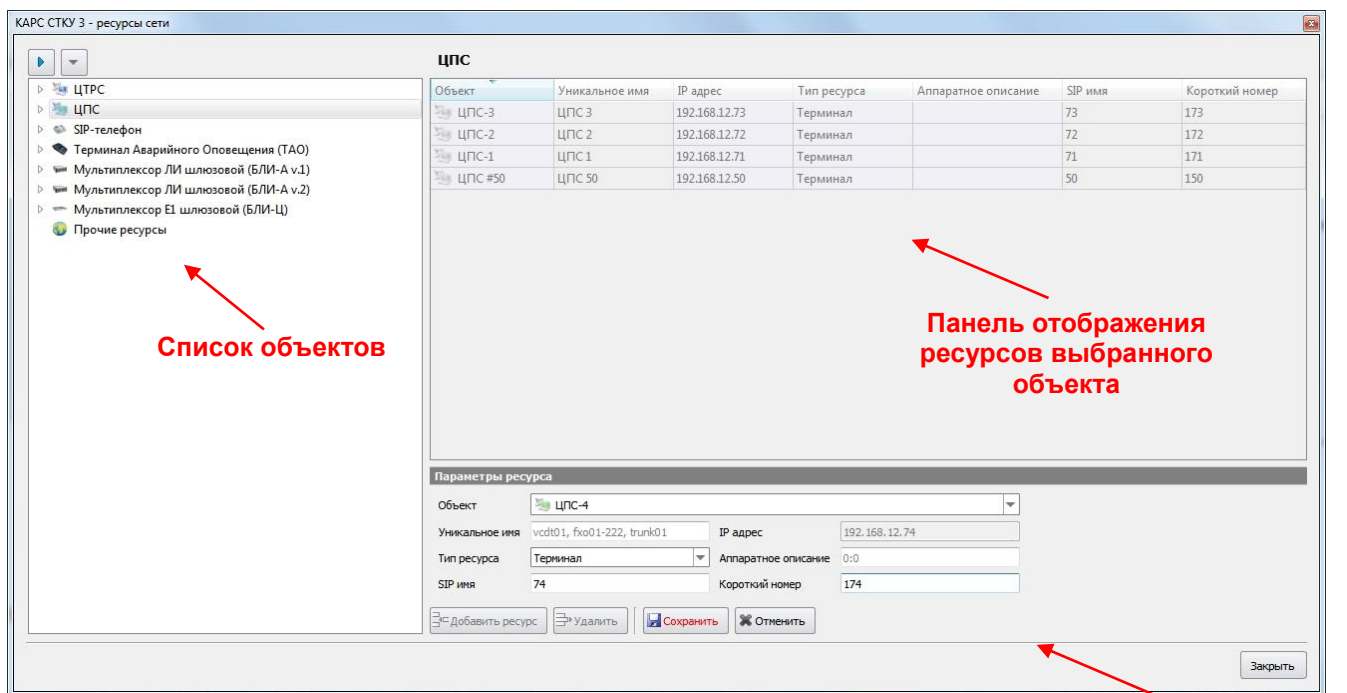 КАРС СТКУ 3 - ресурсы сети
ЦПС
ЦТРС
ЦПС
SIP-телефон
Терминал Аварийного Оповещения (ТАО)
Мультиплексор ЛИ шлюзовой (БЛИ-А v.1)
Мультиплексор ЛИ шлюзовой (БЛИ-А v.2)
Мультиплексор E1 шлюзовой (БЛИ-Ц)
Прочие ресурсы
Список объектов
Объект Уникальное имя IP адрес Тип ресурса Аппаратное описание SIP имя Короткий номер
ЦПС-3 ЦПС 3 192.168.12.73 Терминал 73 173
ЦПС-2 ЦПС 2 192.168.12.72 Терминал 72 172
ЦПС-1 ЦПС 1 192.168.12.71 Терминал 71 171
ЦПС #50 ЦПС 50 192.168.12.50 Терминал 50 150
Панель отображения
ресурсов выбранного
объекта
Параметры ресурса
Объект ЦПС-4
Уникальное имя vcdt01, fxo01-222, trunk01 IP адрес 192.168.12.74
Тип ресурса Терминал Аппаратное описание 0:0
SIP имя 74 Короткий номер 174
Добавить ресурс Удалить Сохранить Отменить
Закрыть